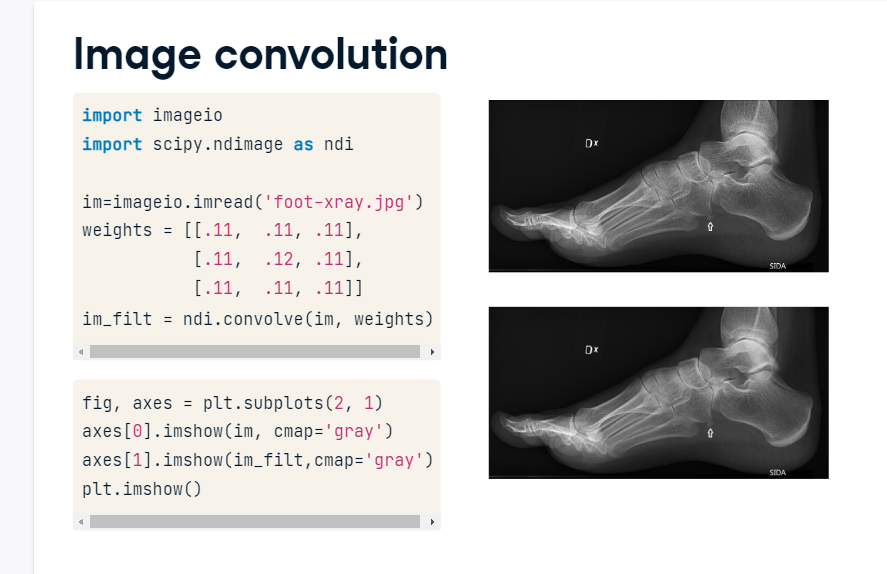 Image convolution
import imageio
import scipy.ndimage as ndi
im=imageio.imread('foot-xray.jpg')
weights = [[.11, .11, .11],
[.11, .12, .11],
[.11, .11, .11]]
im_filt = ndi.convolve(im, weights)
fig, axes = plt.subplots(2, 1)
axes[0].imshow(im, cmap='gray')
axes[1].imshow(im_filt,cmap='gray')
plt.imshow()
Dx
SIDA
Dx
SIDA